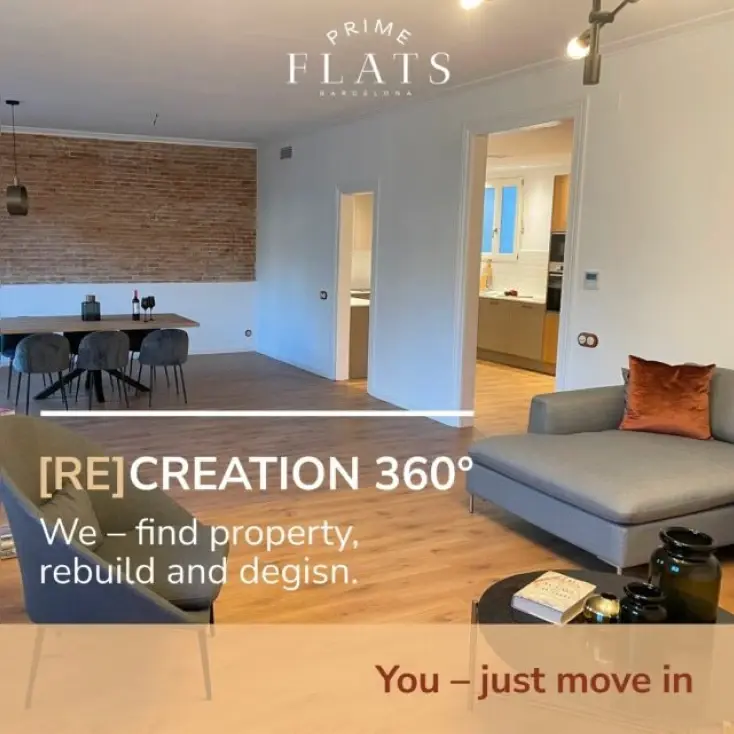 PRIME
FLATS
BARCELONA
[RE]CREATION 360°
We – find property,
rebuild and degisn.
You – just move in